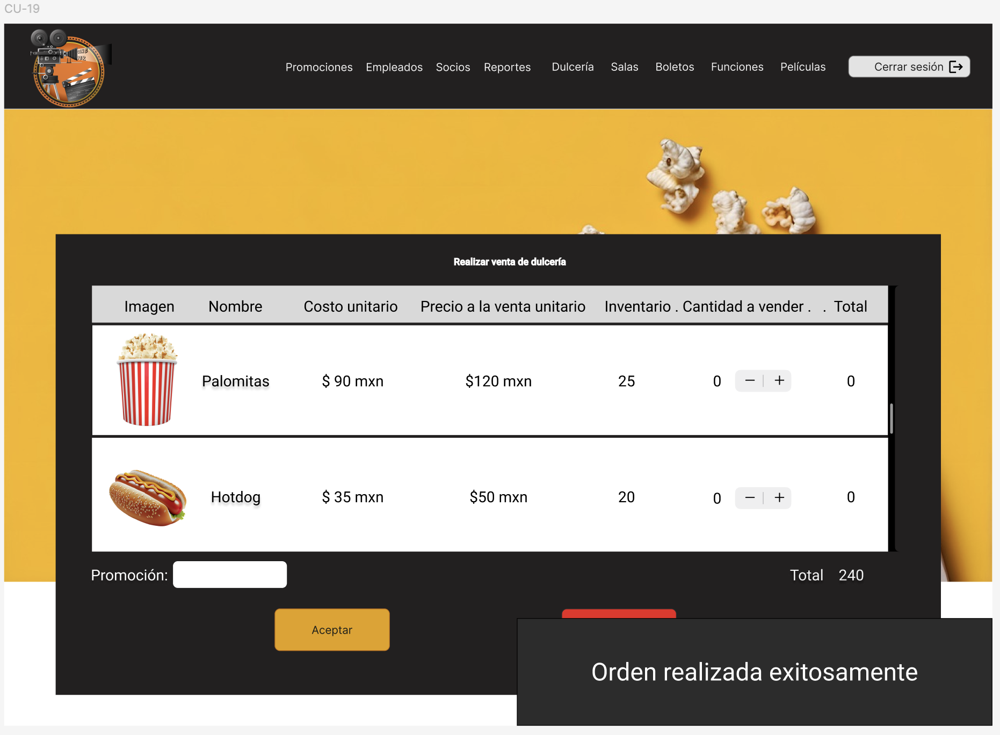 CU-19
CINE
VER
Promociones Empleados Socios Reportes Dulcería Salas Boletos Funciones Películas Cerrar sesión
Realizar venta de dulcería
Imagen Nombre Costo unitario Precio a la venta unitario Inventario . Cantidad a vender . . Total
Palomitas $ 90 mxn $120 mxn 25 0 − + 0
Hotdog $ 35 mxn $50 mxn 20 0 − + 0
Promoción: Total 240
Aceptar
Orden realizada exitosamente